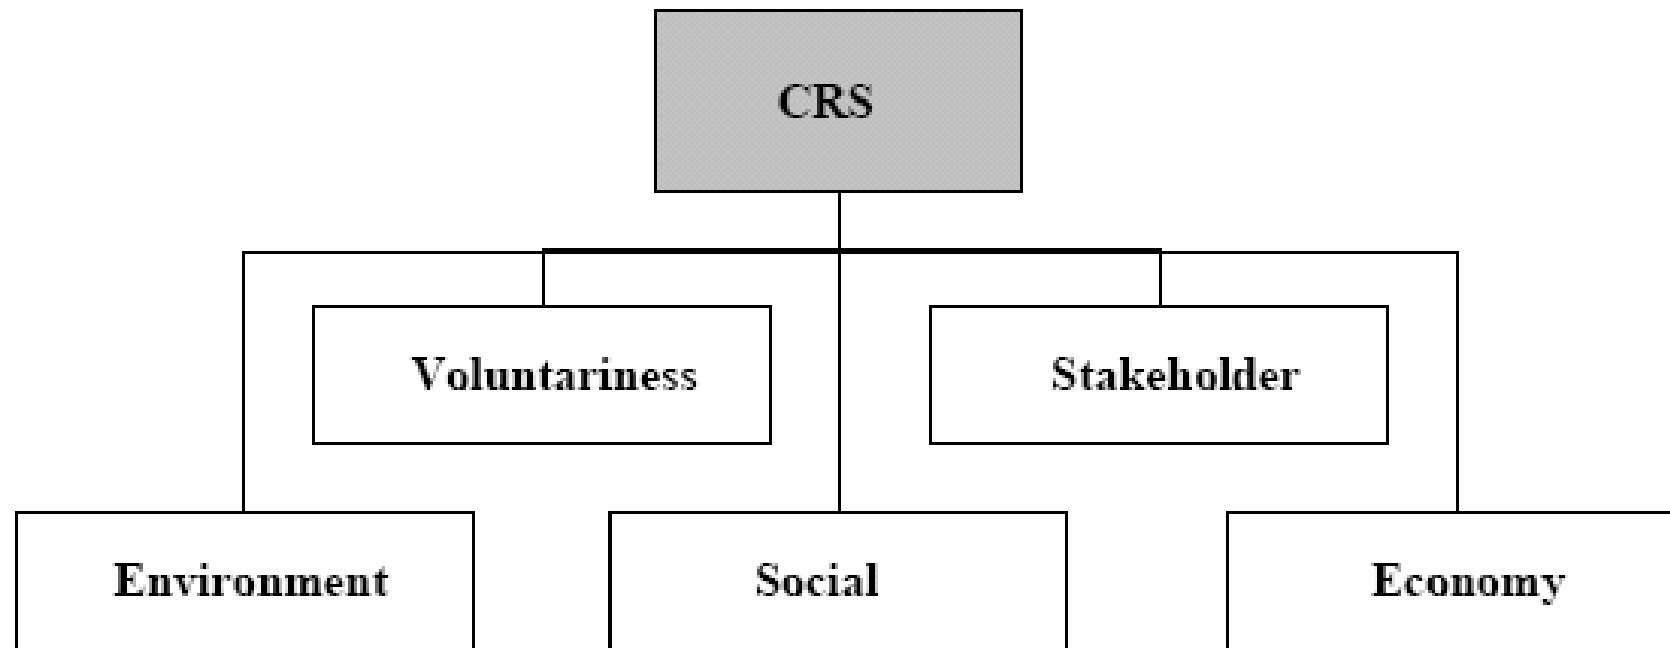 CRS
Voluntariness
Stakeholder
Environment
Social
Economy